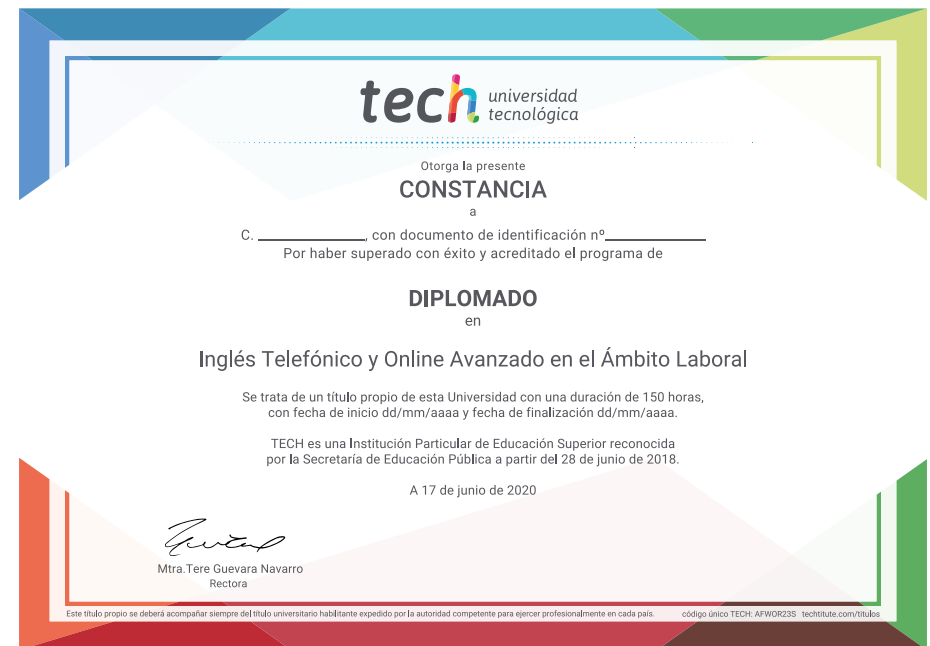 tech universidad
tecnológica
Otorga la presente
CONSTANCIA
a
C. ______________, con documento de identificación nº_____________
Por haber superado con éxito y acreditado el programa de
DIPLOMADO
en
Inglés Telefónico y Online Avanzado en el Ámbito Laboral
Se trata de un título propio de esta Universidad con una duración de 150 horas,
con fecha de inicio dd/mm/aaaa y fecha de finalización dd/mm/aaaa.
TECH es una Institución Particular de Educación Superior reconocida
por la Secretaría de Educación Pública a partir del 28 de junio de 2018.
A 17 de junio de 2020
Mtra.Tere Guevara Navarro
Rectora
Este título propio se deberá acompañar siempre del título universitario habilitante expedido por la autoridad competente para ejercer profesionalmente en cada país. código único TECH: AFWOR23S techtitute.com/titulos